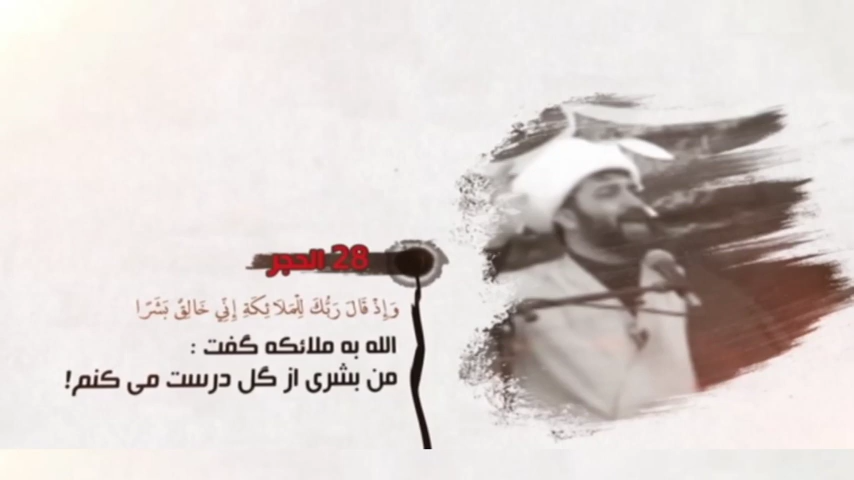 28 الحجر
وَإِذْ قَالَ رَبُّكَ لِلْمَلَائِكَةِ إِنِّي خَالِقٌ بَشَرًا
الله به ملائکه گفت :
من بشری از گل درست می کنم!